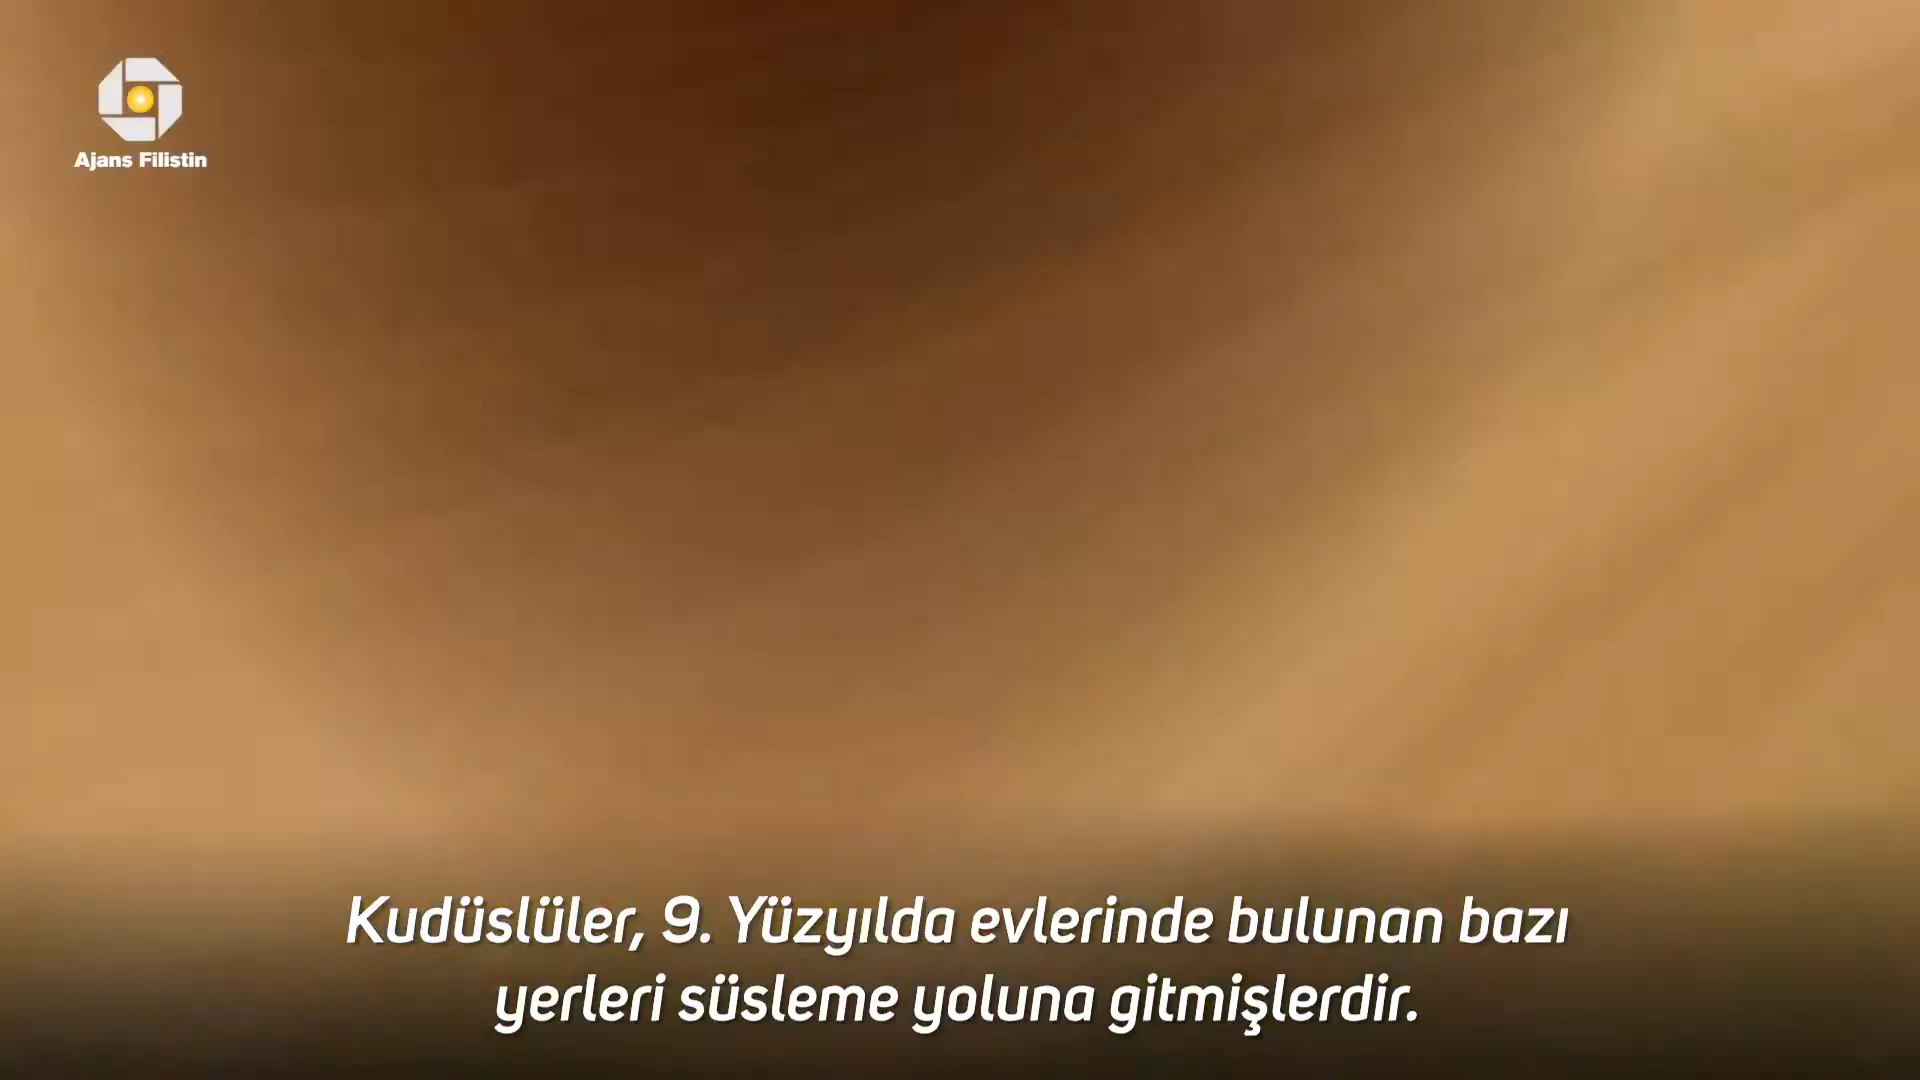 Ajans Filistin
Kudüslüler, 9. Yüzyılda evlerinde bulunan bazı
yerleri süsleme yoluna gitmişlerdir.